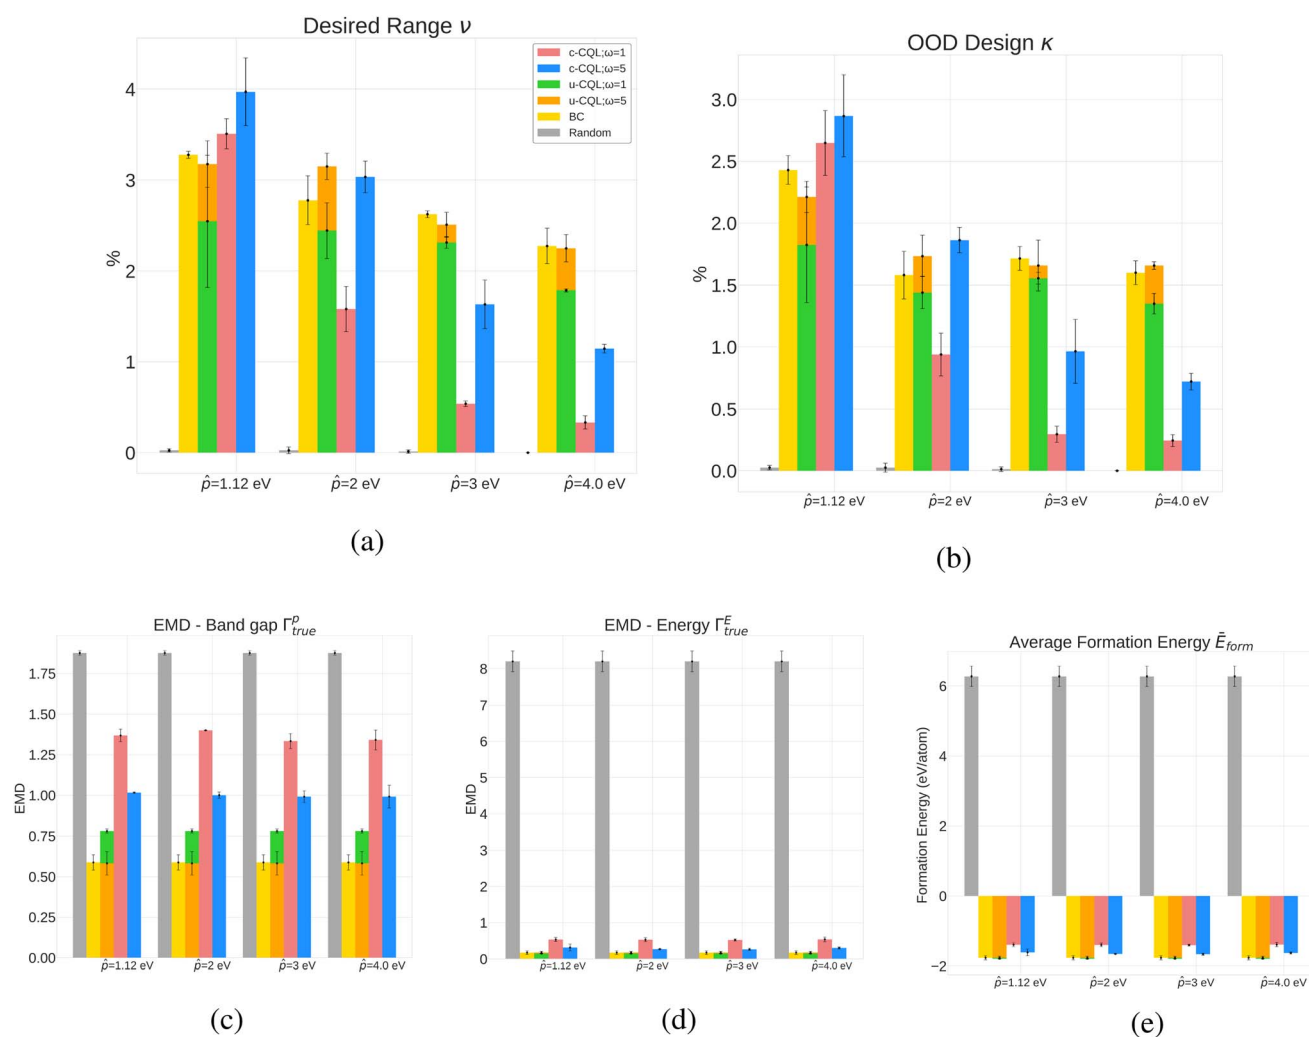 Desired Range ν
c-CQL;ω=1
c-CQL;ω=5
u-CQL;ω=1
u-CQL;ω=5
BC
Random
4
3
2
1
0
%
p̂=1.12 eV
p̂=2 eV
p̂=3 eV
p̂=4.0 eV
(a)
OOD Design κ
3.0
2.5
2.0
1.5
1.0
0.5
0.0
%
p̂=1.12 eV
p̂=2 eV
p̂=3 eV
p̂=4.0 eV
(b)
EMD - Band gap Γ^p_true
1.75
1.50
1.25
1.00
0.75
0.50
0.25
0.00
EMD
p̂=1.12 eV
p̂=2 eV
p̂=3 eV
p̂=4.0 eV
(c)
EMD - Energy Γ^E_true
8
7
6
5
4
3
2
1
0
EMD
p̂=1.12 eV
p̂=2 eV
p̂=3 eV
p̂=4.0 eV
(d)
Average Formation Energy Ē_form
6
4
2
0
−2
Formation Energy (eV/atom)
p̂=1.12 eV
p̂=2 eV
p̂=3 eV
p̂=4.0 eV
(e)